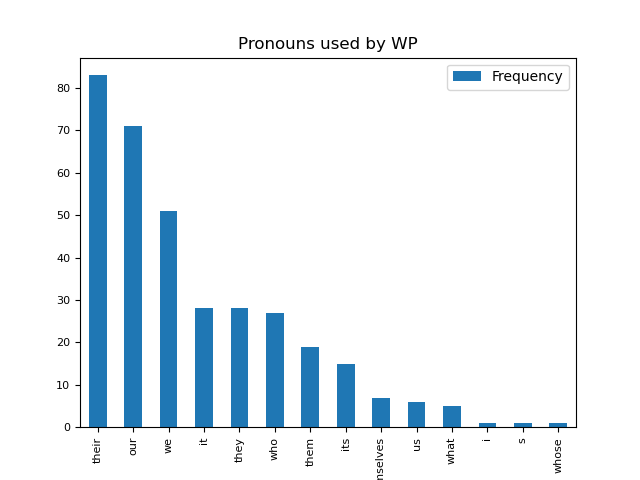 Pronouns used by WP
Frequency
80
70
60
50
40
30
20
10
0
their
our
we
it
they
who
them
its
nselves
us
what
i
s
whose